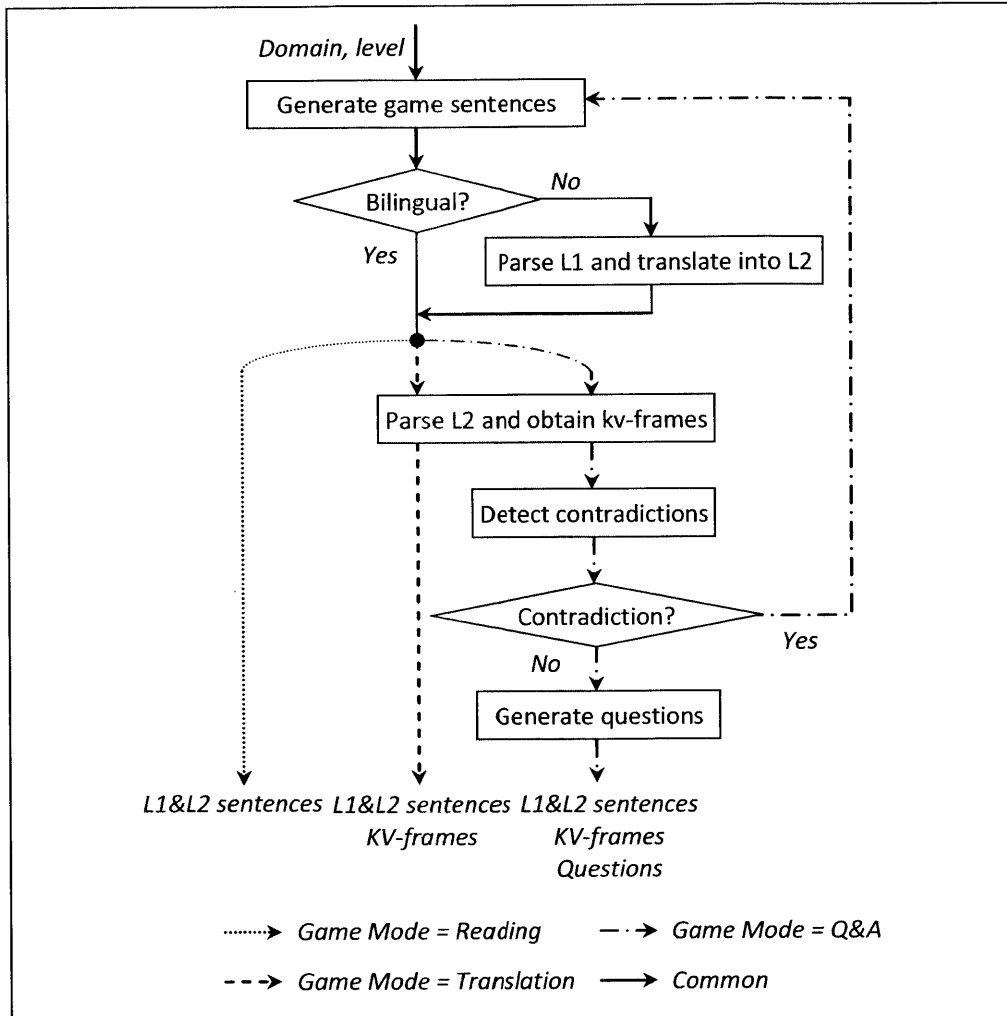 Domain, level
Generate game sentences
Bilingual?
No
Yes
Parse L1 and translate into L2
Parse L2 and obtain kv-frames
Detect contradictions
Contradiction?
Yes
No
Generate questions
L1&L2 sentences
L1&L2 sentences
KV-frames
L1&L2 sentences
KV-frames
Questions
Game Mode = Reading
Game Mode = Q&A
Game Mode = Translation
Common